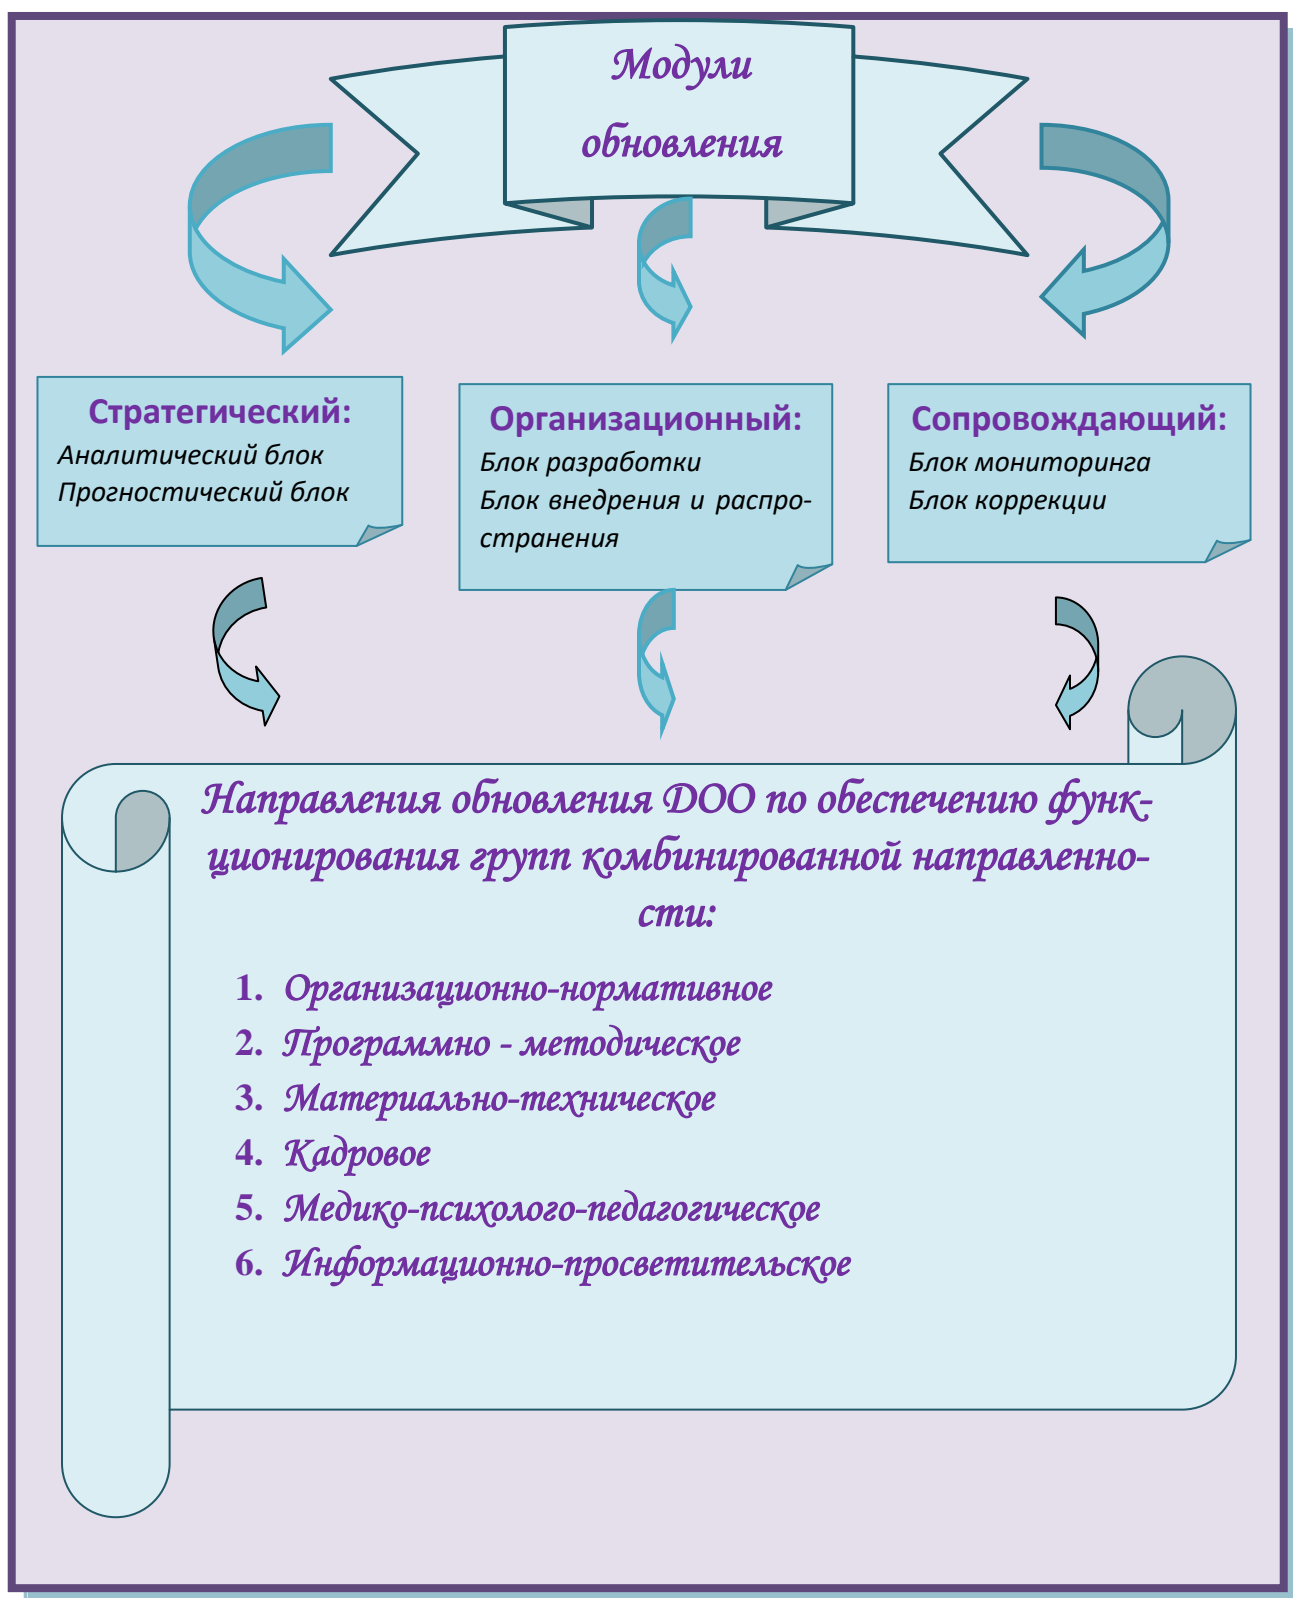 Модули
обновления
Стратегический:
Аналитический блок
Прогностический блок
Организационный:
Блок разработки
Блок внедрения и распро-
странения
Сопровождающий:
Блок мониторинга
Блок коррекции
Направления обновления ДОО по обеспечению функ-
ционирования групп комбинированной направленно-
сти:
1. Организационно-нормативное
2. Программно - методическое
3. Материально-техническое
4. Кадровое
5. Медико-психолого-педагогическое
6. Информационно-просветительское